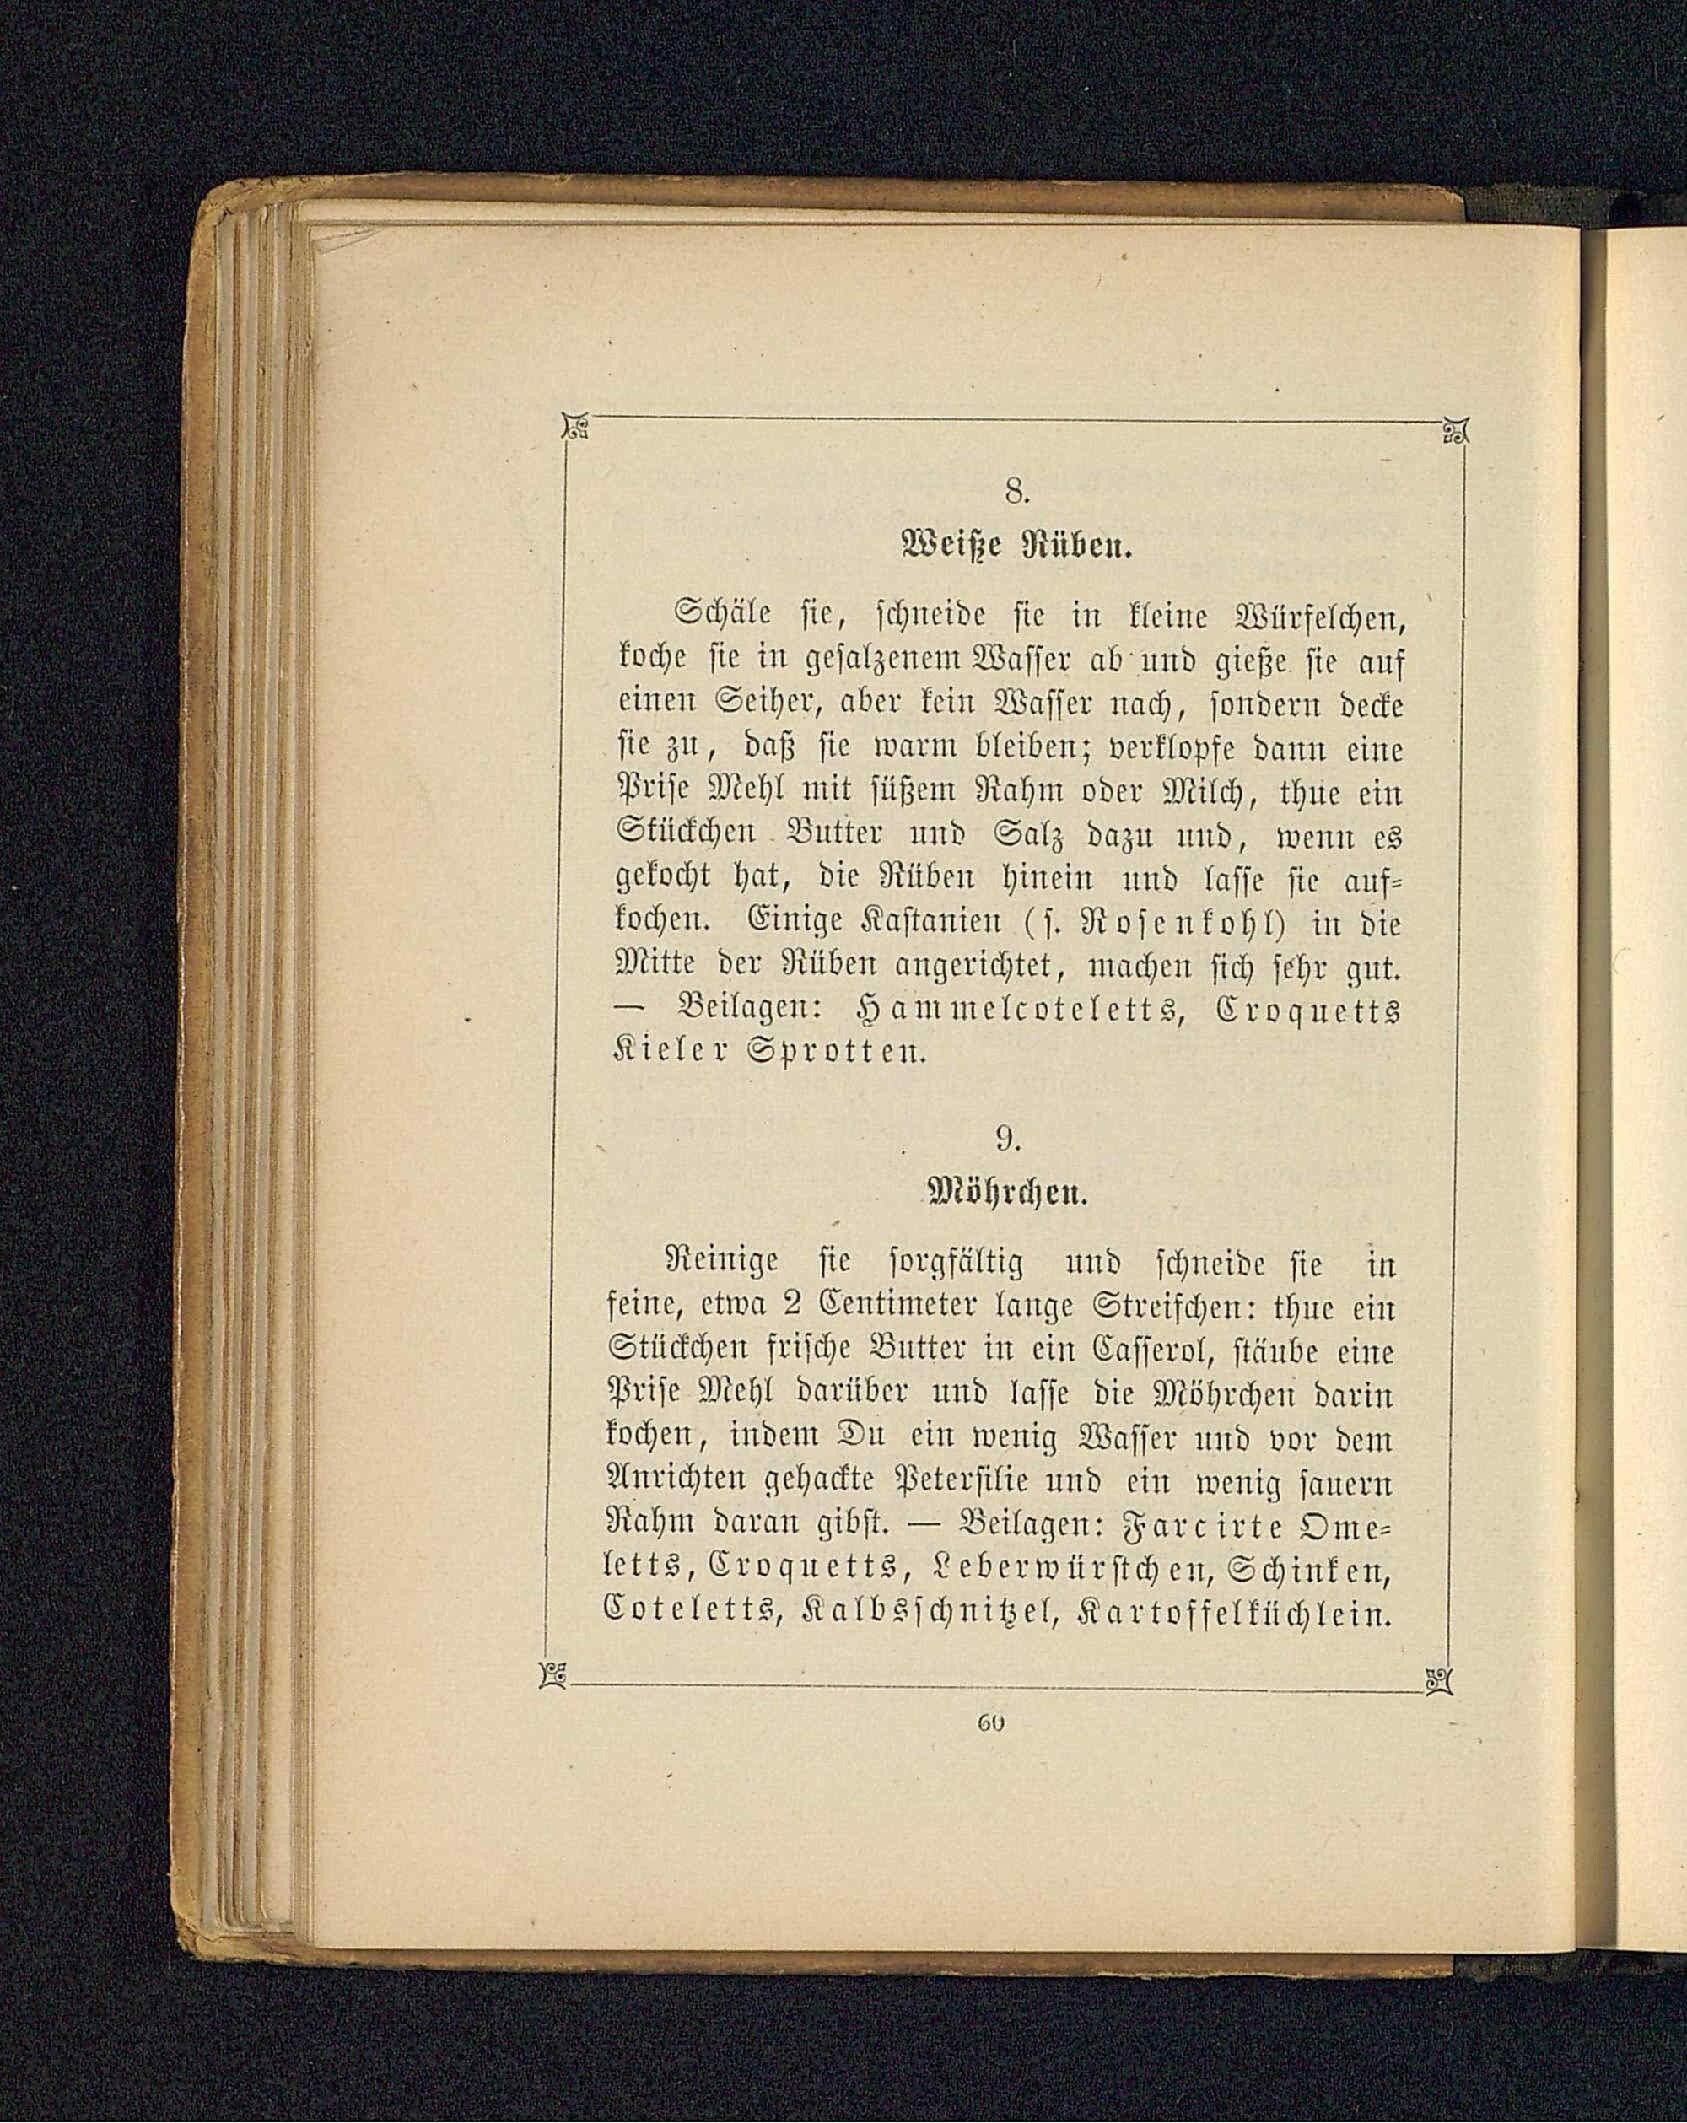 8.
Weiße Rüben.
Schäle sie, schneide sie in kleine Würfelchen,
koche sie in gesalzenem Wasser ab und gieße sie auf
einen Seiher, aber kein Wasser nach, sondern decke
sie zu, daß sie warm bleiben; verklopfe dann eine
Prise Mehl mit süßem Rahm oder Milch, thue ein
Stückchen Butter und Salz dazu und, wenn es
gekocht hat, die Rüben hinein und lasse sie auf-
kochen. Einige Kastanien (s. Rosenkohl) in die
Mitte der Rüben angerichtet, machen sich sehr gut.
— Beilagen: Hammelcoteletts, Croquetts
Kieler Sprotten.
9.
Möhrchen.
Reinige sie sorgfältig und schneide sie in
feine, etwa 2 Centimeter lange Streifchen: thue ein
Stückchen frische Butter in ein Casserol, stäube eine
Prise Mehl darüber und lasse die Möhrchen darin
kochen, indem Du ein wenig Wasser und vor dem
Anrichten gehackte Petersilie und ein wenig sauern
Rahm daran gibst. — Beilagen: Farcirte Ome-
letts, Croquetts, Leberwürstchen, Schinken,
Coteletts, Kalbsschnitzel, Kartoffelküchlein.
60